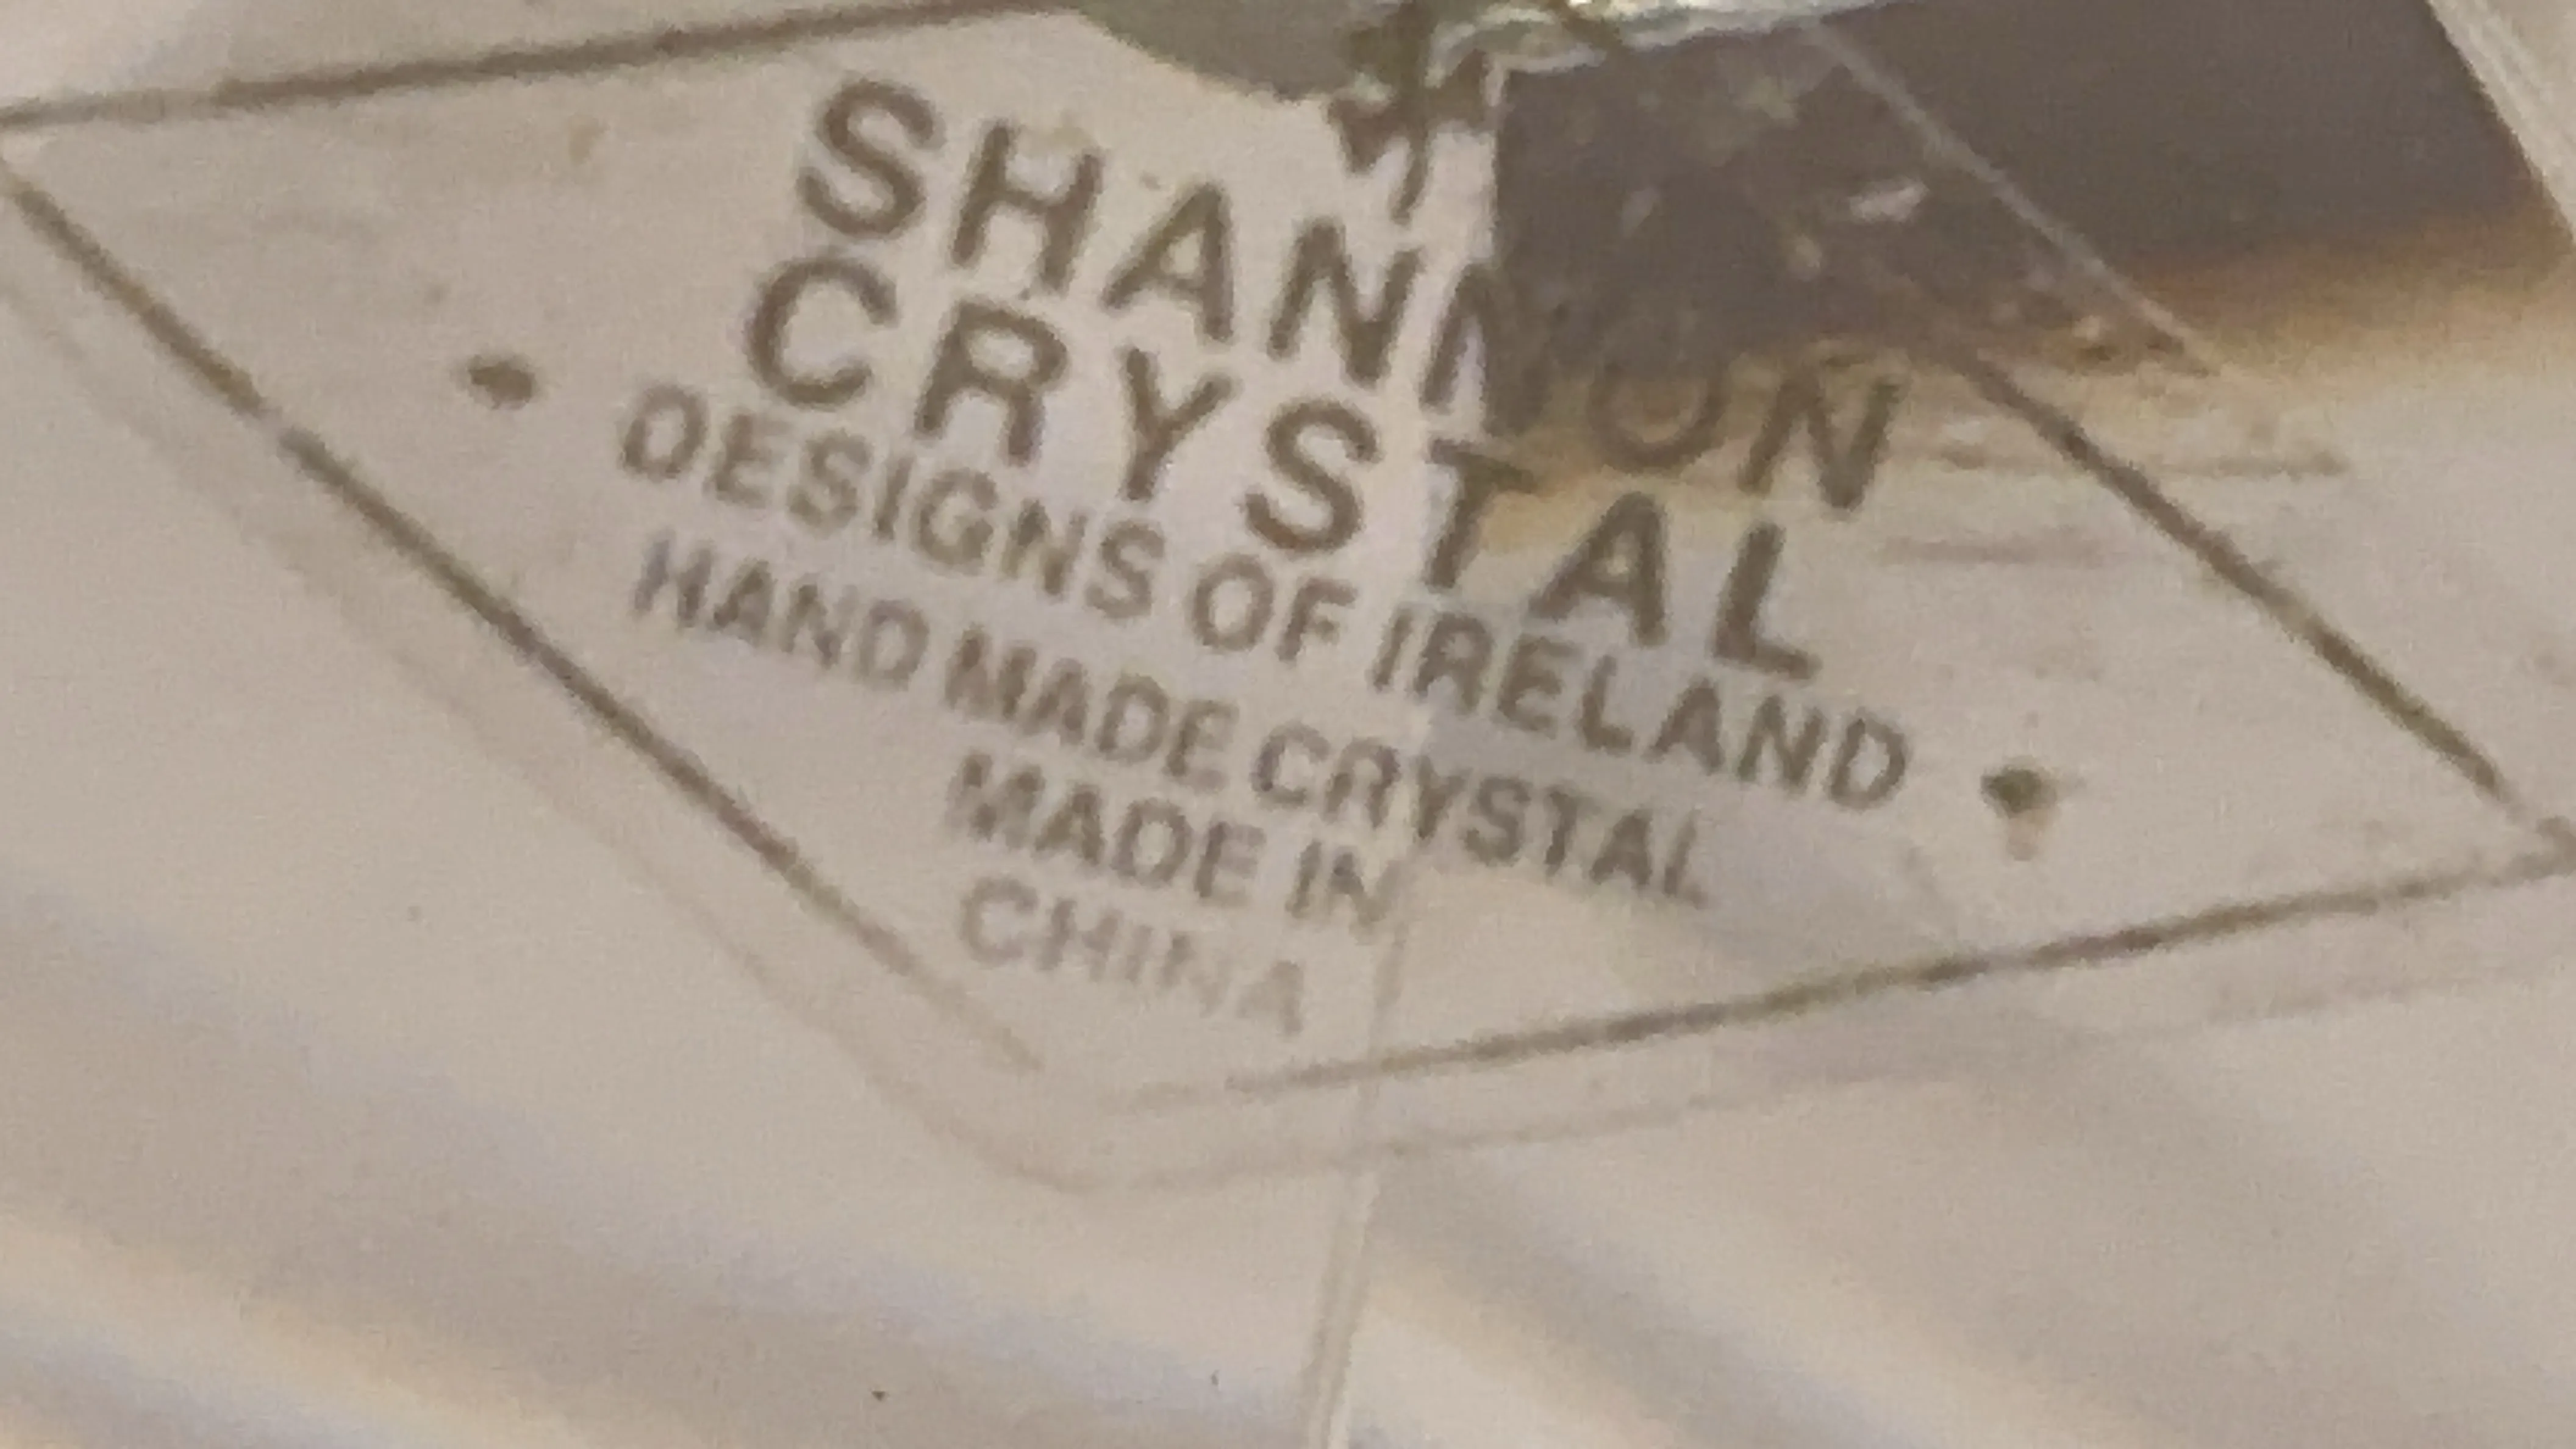 SHANNON
CRYSTAL
DESIGNS OF IRELAND
HAND MADE CRYSTAL
MADE IN
CHINA